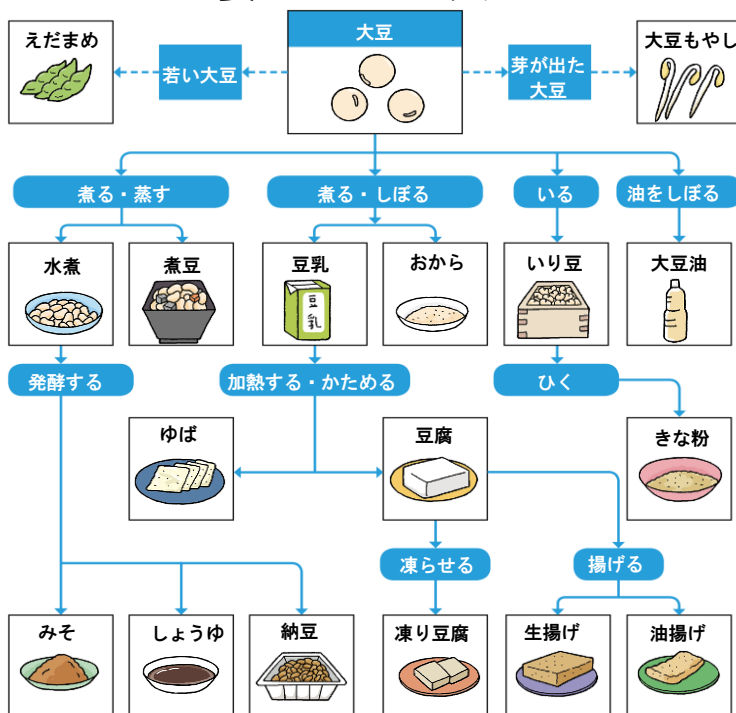 大豆
えだまめ
若い大豆
芽が出た
大豆
大豆もやし
煮る・蒸す
煮る・しぼる
いる
油をしぼる
水煮
煮豆
豆乳
豆
乳
おから
いり豆
大豆油
発酵する
加熱する・かためる
ひく
ゆば
豆腐
きな粉
凍らせる
揚げる
みそ
しょうゆ
納豆
凍り豆腐
生揚げ
油揚げ